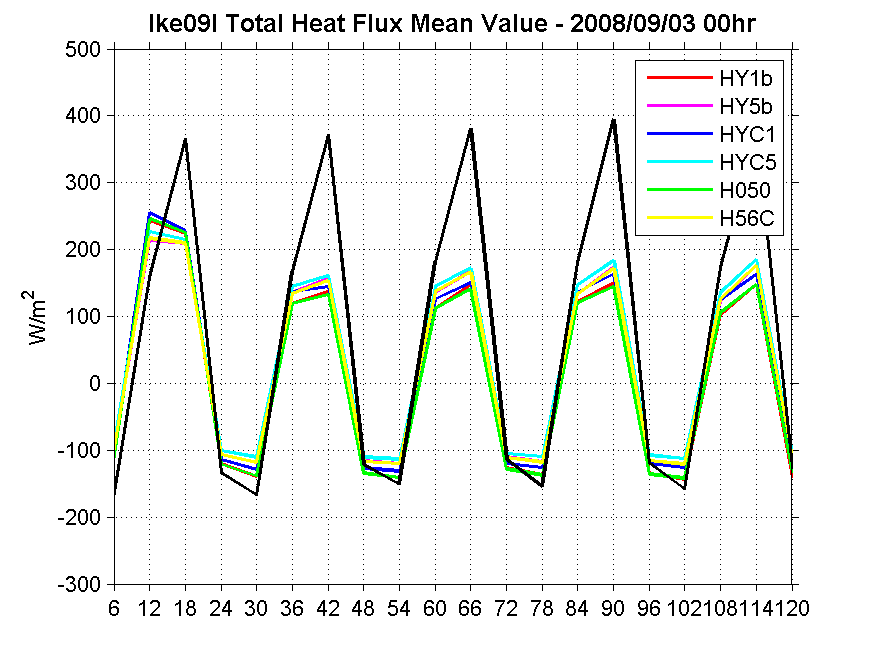 Ike09l Total Heat Flux Mean Value - 2008/09/03 00hr
500
400
300
200
100
0
-100
-200
-300
W/m2
HY1b
HY5b
HYC1
HYC5
H050
H56C
6 12 18 24 30 36 42 48 54 60 66 72 78 84 90 96 102 108 114 120